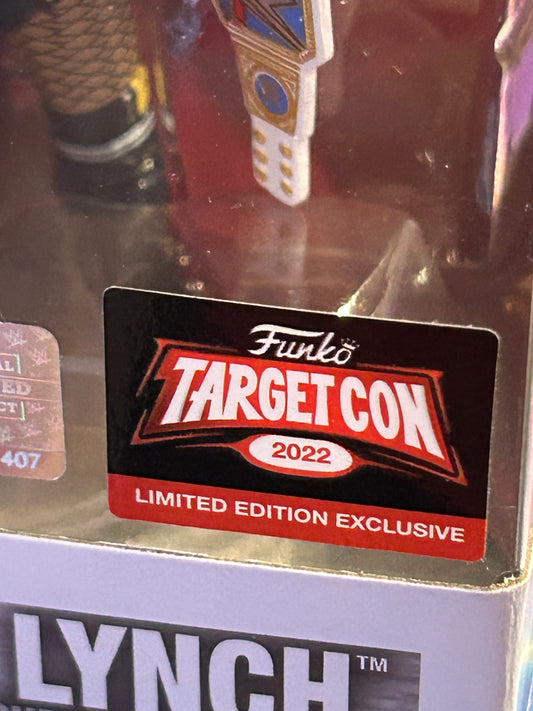 Funko
TARGET CON
2022
LIMITED EDITION EXCLUSIVE
407
LYNCH™